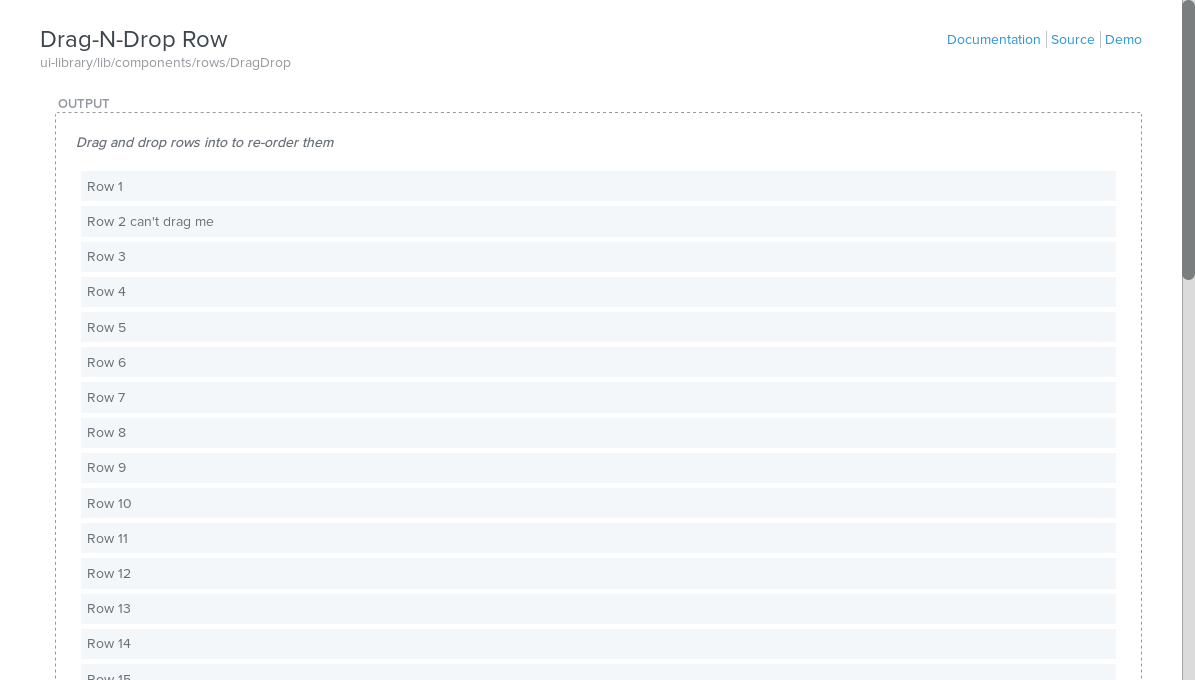 Drag-N-Drop Row
Documentation Source Demo
ui-library/lib/components/rows/DragDrop
OUTPUT
Drag and drop rows into to re-order them
Row 1
Row 2 can't drag me
Row 3
Row 4
Row 5
Row 6
Row 7
Row 8
Row 9
Row 10
Row 11
Row 12
Row 13
Row 14
Row 15